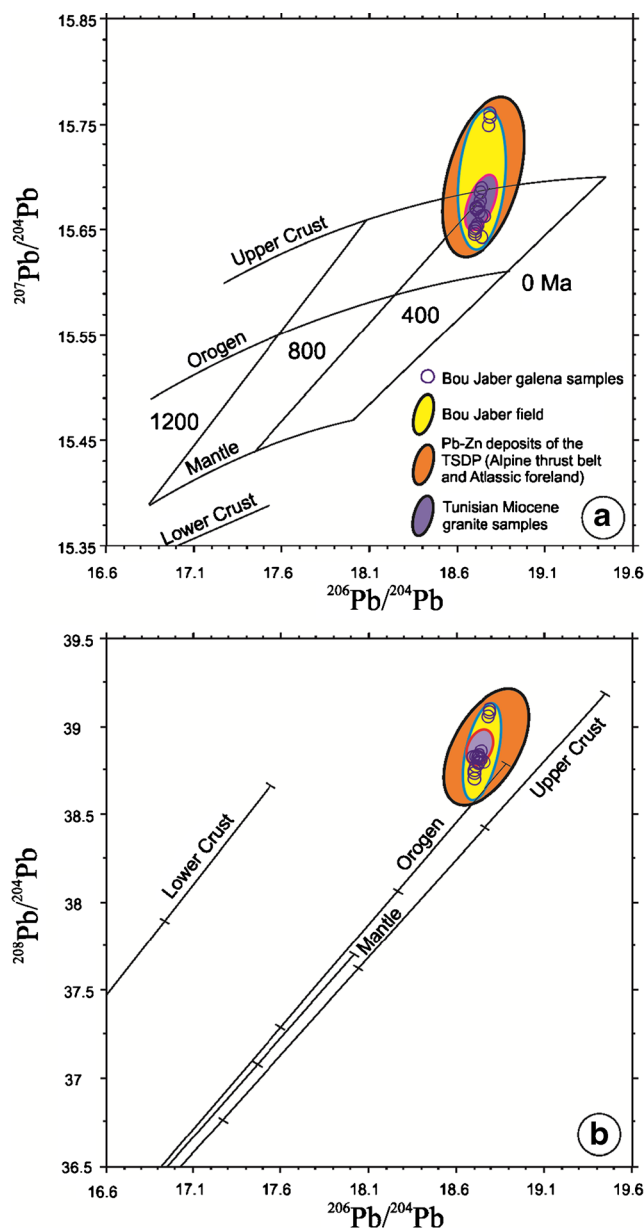 15.85
15.75
15.65
15.55
15.45
15.35
²⁰⁷Pb/²⁰⁴Pb
Upper Crust
Orogen
Mantle
Lower Crust
1200
800
400
0 Ma
Bou Jaber galena samples
Bou Jaber field
Pb-Zn deposits of the
TSDP (Alpine thrust belt
and Atlassic foreland)
Tunisian Miocene
granite samples
a
16.6 17.1 17.6 18.1 18.6 19.1 19.6
²⁰⁶Pb/²⁰⁴Pb
39.5
39
38.5
38
37.5
37
36.5
²⁰⁸Pb/²⁰⁴Pb
Lower Crust
Orogen
Mantle
Upper Crust
b
16.6 17.1 17.6 18.1 18.6 19.1 19.6
²⁰⁶Pb/²⁰⁴Pb